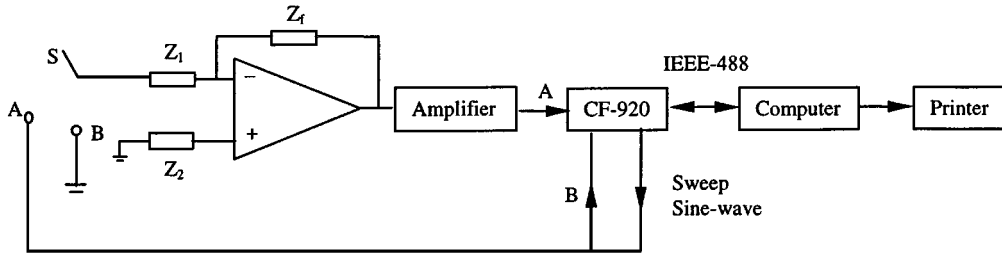 S
Z₁
Zf
−
A
B
+
Z₂
Amplifier
A
CF-920
IEEE-488
Computer
Printer
B
Sweep
Sine-wave